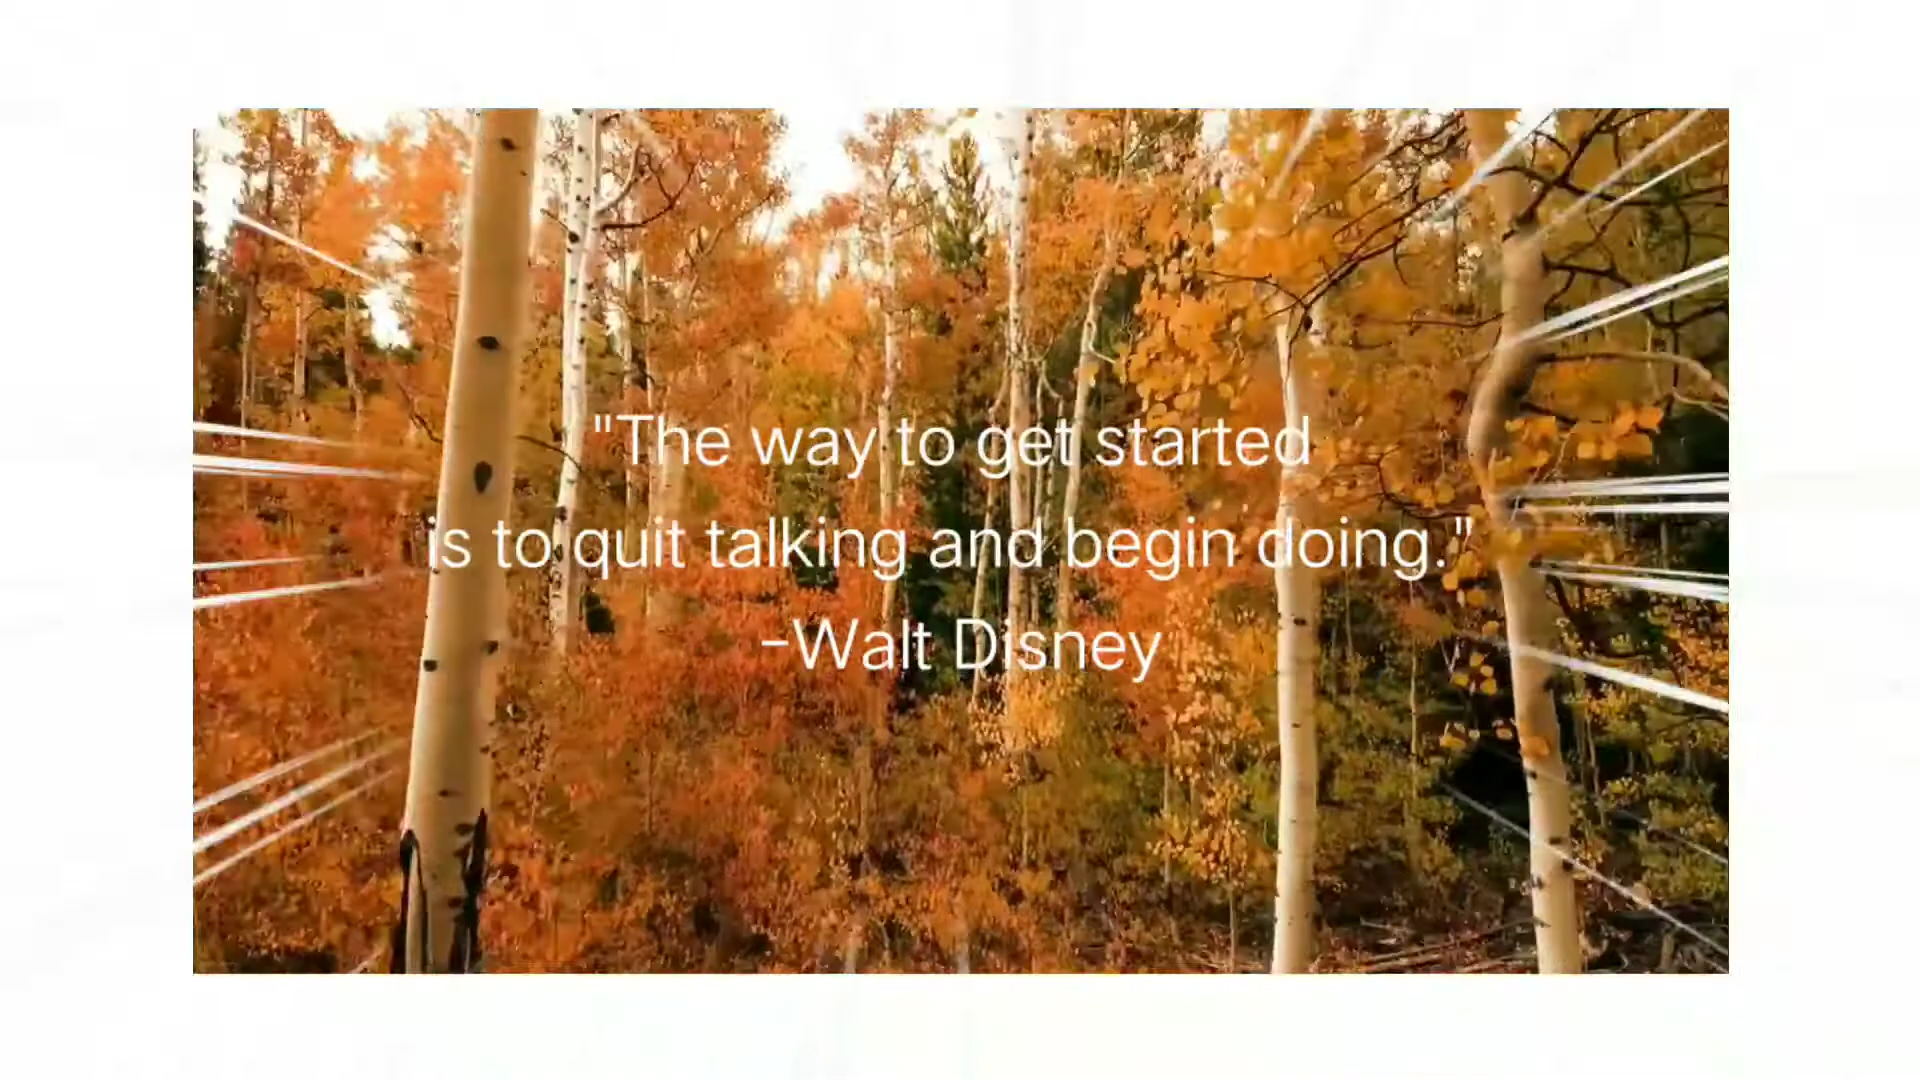 "The way to get started
is to quit talking and begin doing."
-Walt Disney